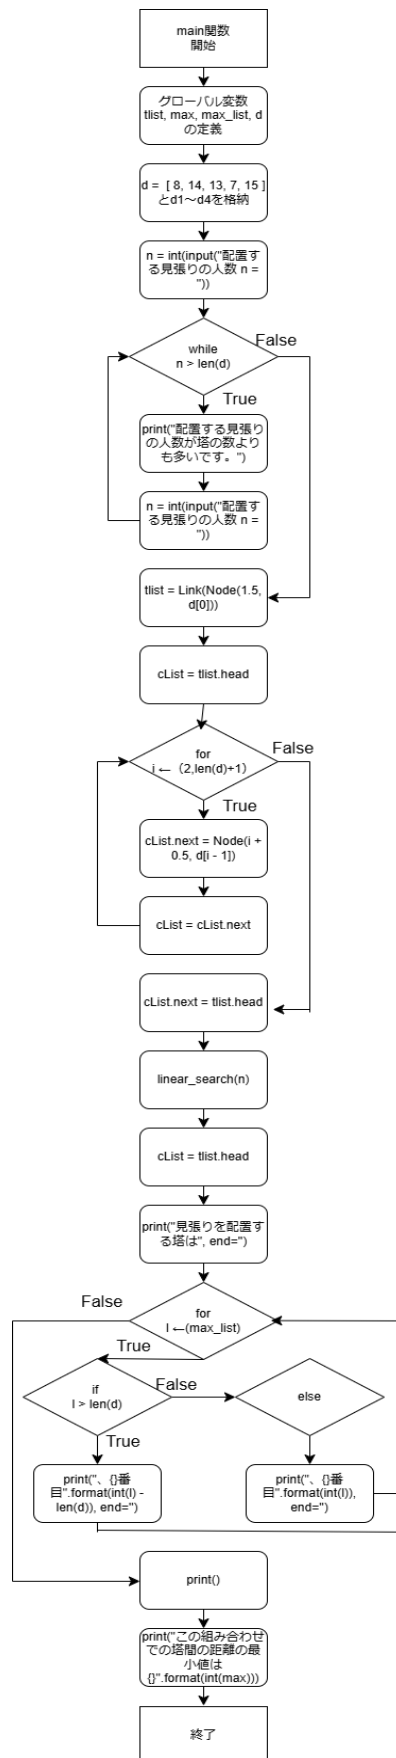 main関数
開始
グローバル変数
tlist, max, max_list, d
の定義
d = [ 8, 14, 13, 7, 15 ]
とd1～d4を格納
n = int(input("配置す
る見張りの人数 n =
"))
while
n > len(d)
False
True
print("配置する見張り
の人数が塔の数より
も多いです。")
n = int(input("配置す
る見張りの人数 n =
"))
tlist = Link(Node(1.5,
d[0]))
cList = tlist.head
for
i ←（2,len(d)+1）
False
True
cList.next = Node(i +
0.5, d[i - 1])
cList = cList.next
cList.next = tlist.head
linear_search(n)
cList = tlist.head
print("見張りを配置す
る塔は", end='')
for
l ←(max_list)
False
True
if
l > len(d)
False
else
True
print("、{}番
目".format(int(l) -
len(d)), end='')
print("、{}番
目".format(int(l)),
end='')
print()
print("この組み合わせ
での塔間の距離の最
小値は
{}".format(int(max)))
終了